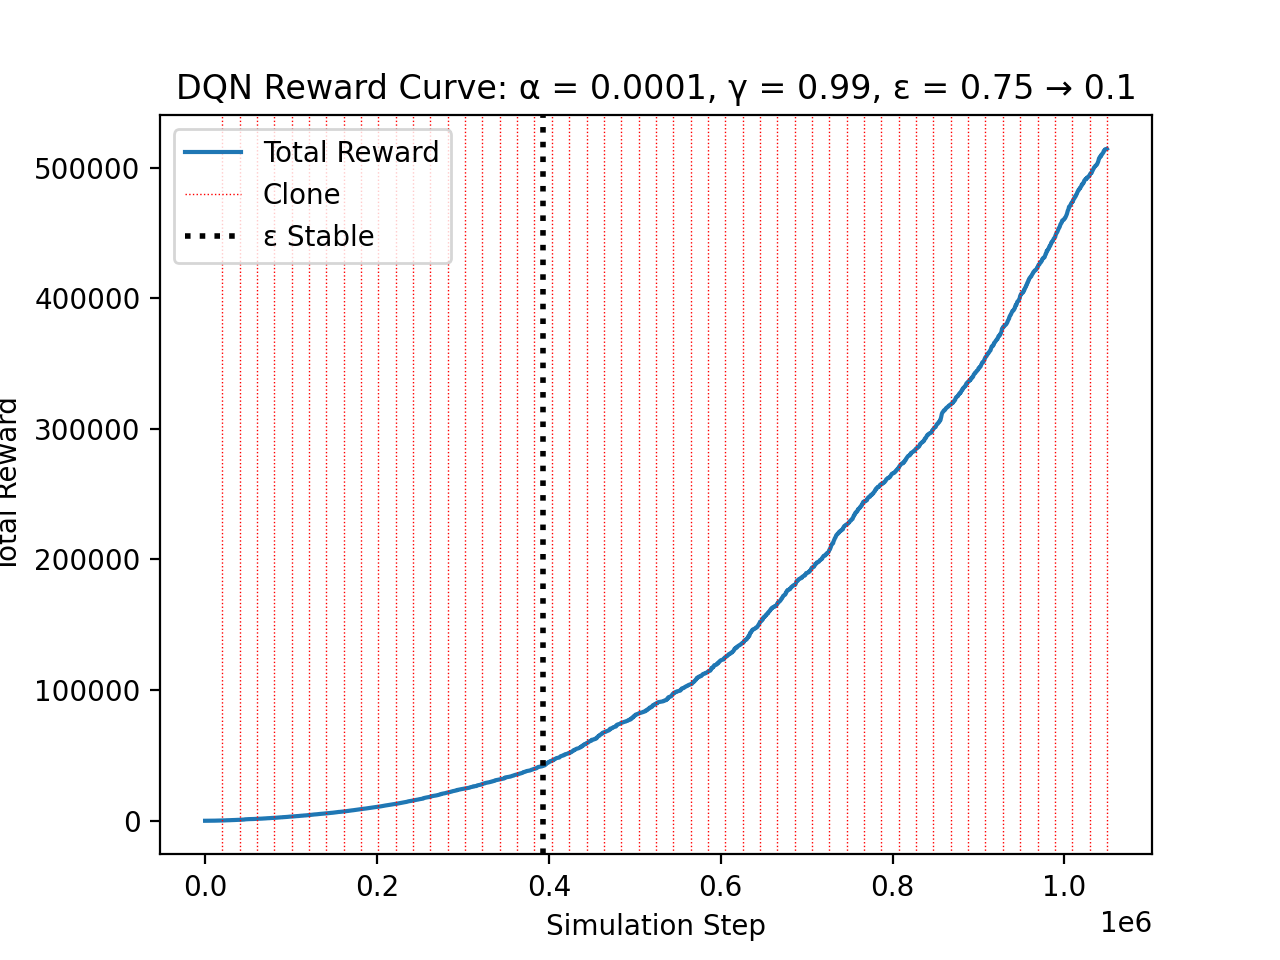 DQN Reward Curve: α = 0.0001, γ = 0.99, ε = 0.75 → 0.1
Total Reward
Clone
ε Stable
500000
400000
300000
200000
100000
0
Total Reward
0.0 0.2 0.4 0.6 0.8 1.0
1e6
Simulation Step